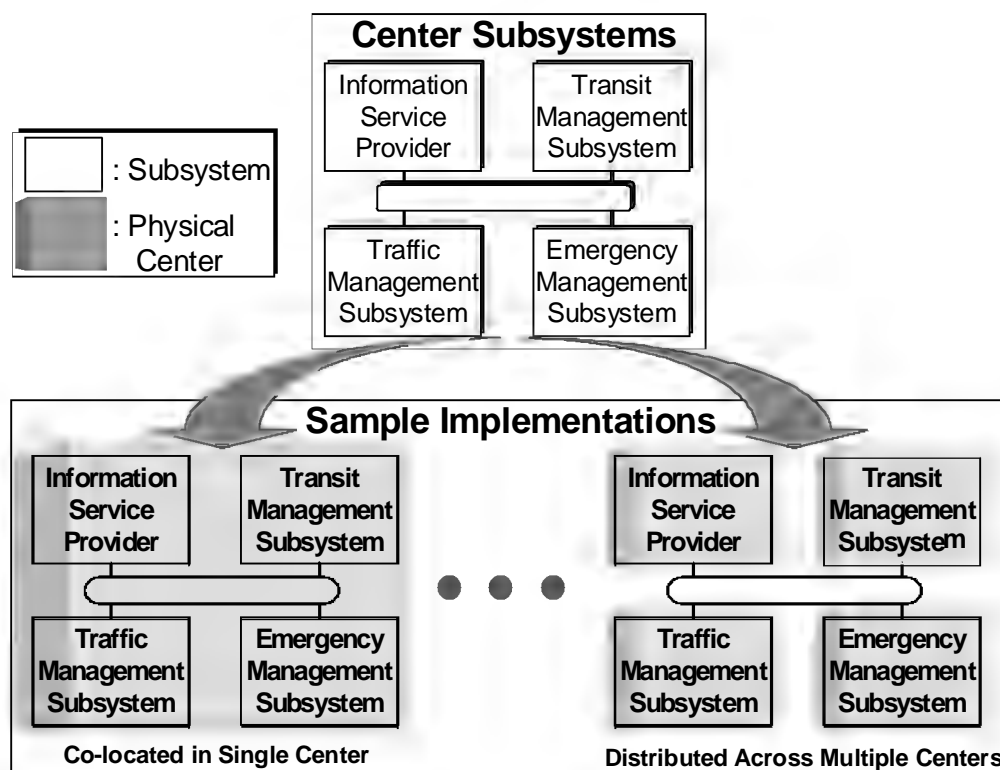 Center Subsystems
Information
Service
Provider
Transit
Management
Subsystem
: Subsystem
: Physical
Center
Traffic
Management
Subsystem
Emergency
Management
Subsystem
Sample Implementations
Information
Service
Provider
Transit
Management
Subsystem
Traffic
Management
Subsystem
Emergency
Management
Subsystem
Co-located in Single Center
Information
Service
Provider
Transit
Management
Subsystem
Traffic
Management
Subsystem
Emergency
Management
Subsystem
Distributed Across Multiple Centers